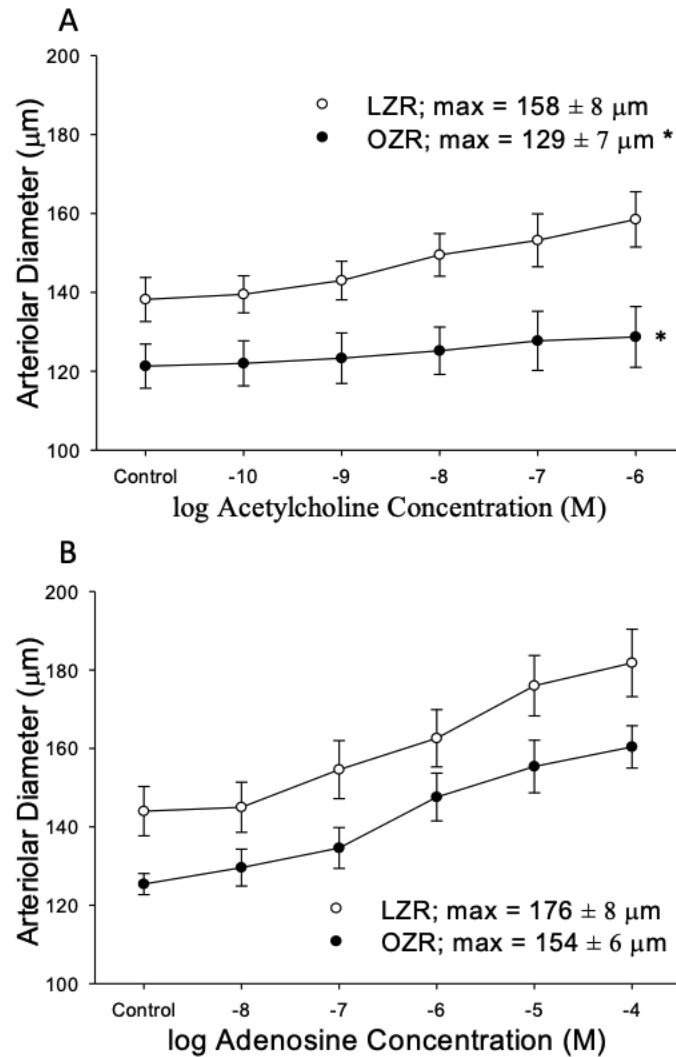 A
200
180
160
140
120
100
Arteriolar Diameter (μm)
LZR; max = 158 ± 8 μm
OZR; max = 129 ± 7 μm *
*
Control -10 -9 -8 -7 -6
log Acetylcholine Concentration (M)
B
200
180
160
140
120
100
Arteriolar Diameter (μm)
LZR; max = 176 ± 8 μm
OZR; max = 154 ± 6 μm
Control -8 -7 -6 -5 -4
log Adenosine Concentration (M)